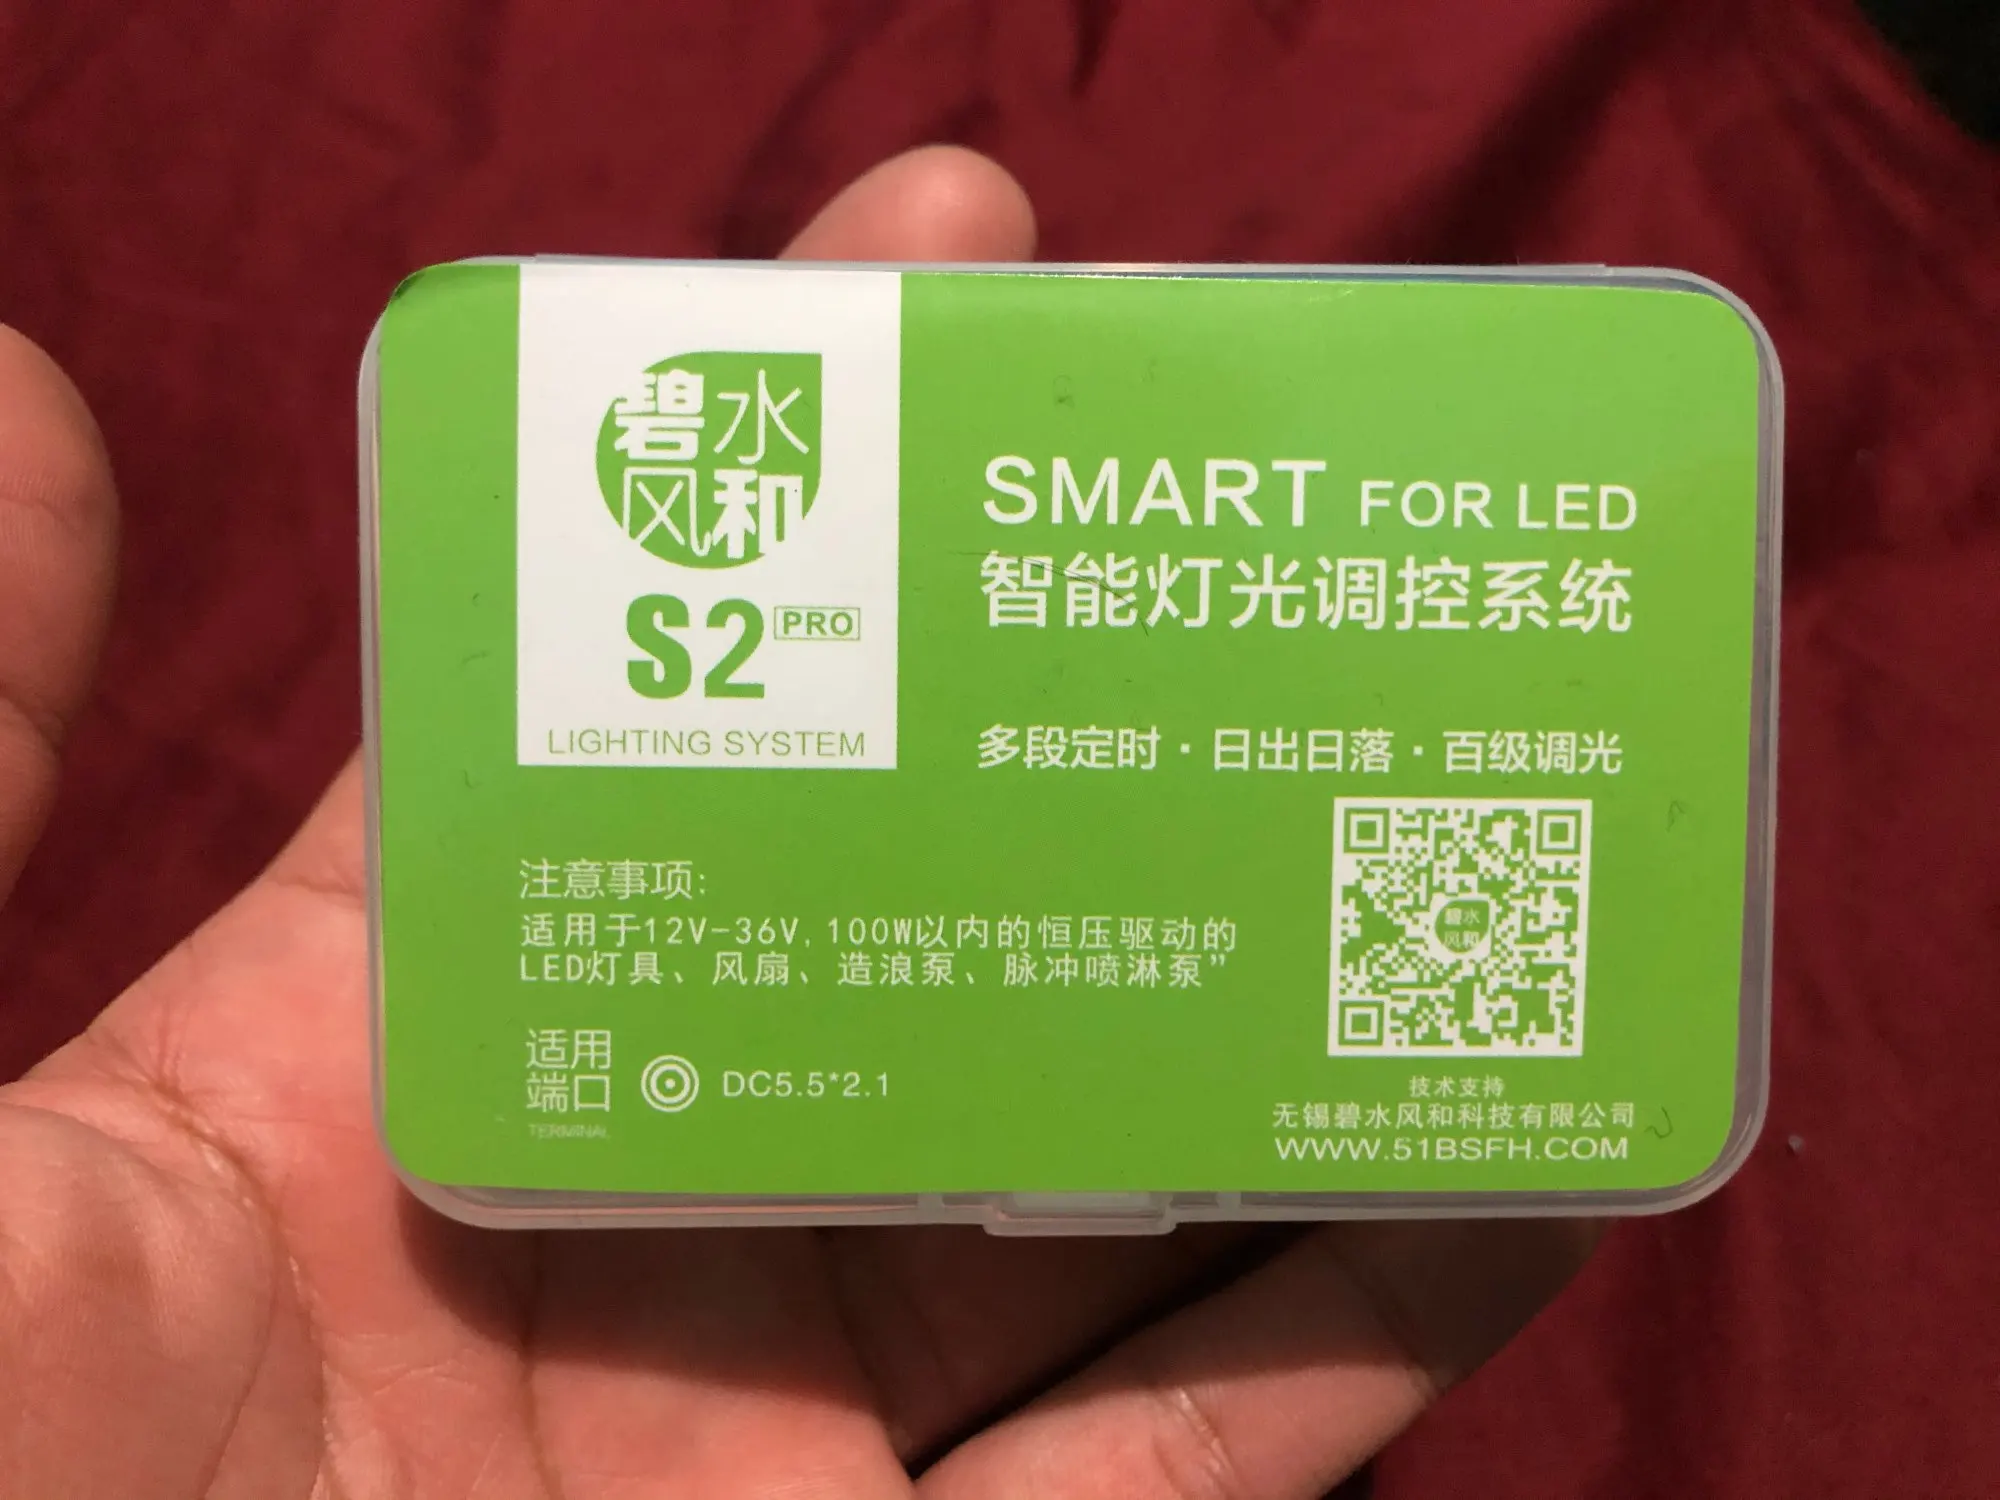 碧水
风和
S2 PRO
LIGHTING SYSTEM
SMART FOR LED
智能灯光调控系统
多段定时·日出日落·百级调光
注意事项:
适用于12V-36V,100W以内的恒压驱动的
LED灯具、风扇、造浪泵、脉冲喷淋泵”
适用
端口
TERMINAL
DC5.5*2.1
碧水
风和
技术支持
无锡碧水风和科技有限公司
WWW.51BSFH.COM